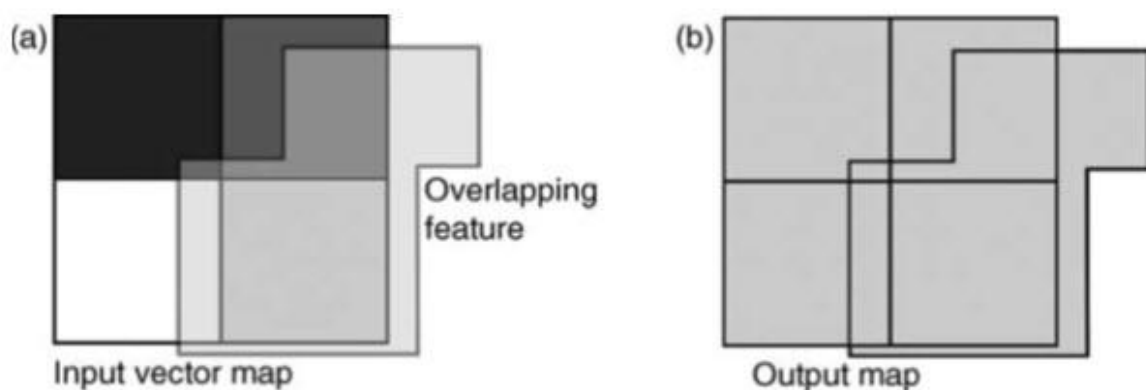 (a)
Overlapping
feature
Input vector map
(b)
Output map